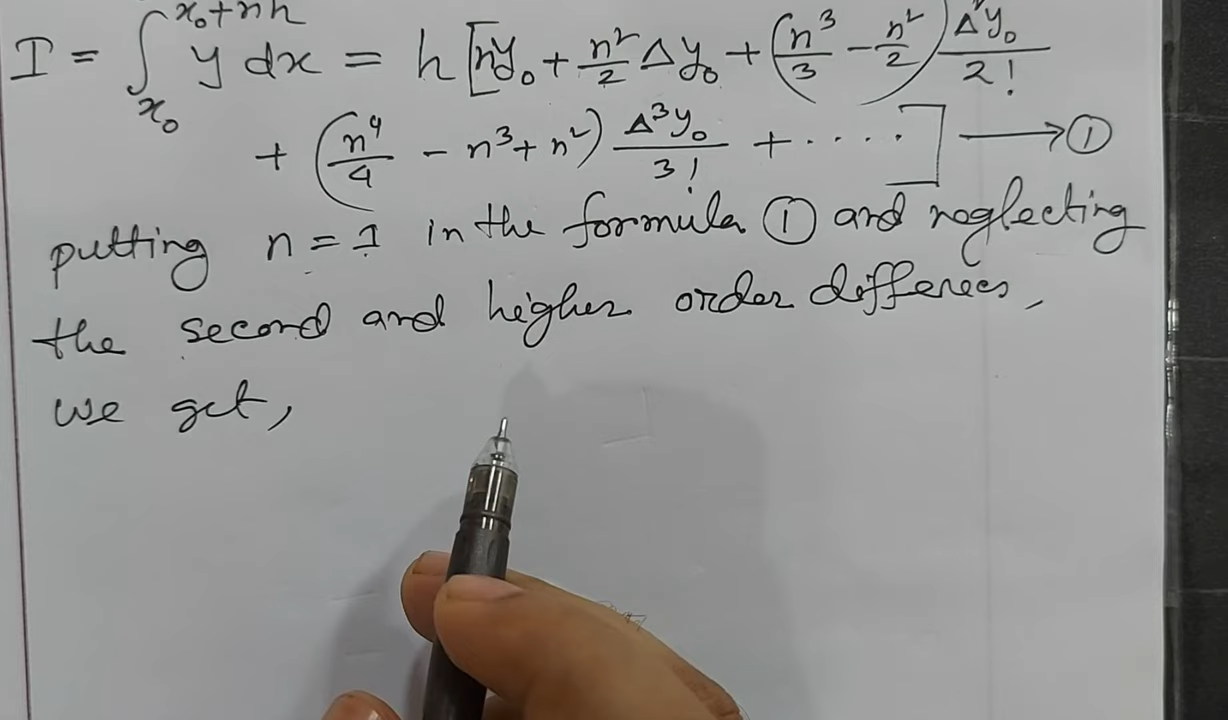 I = ∫_{x₀}^{x₀+nh} y dx = h [ny₀ + n²/2 Δy₀ + (n³/3 − n²/2) Δ²y₀/2!
+ (n⁴/4 − n³ + n²) Δ³y₀/3! + .....] ⟶ ①
putting n = 1 in the formula ① and neglecting
the second and higher order differences,
we get,